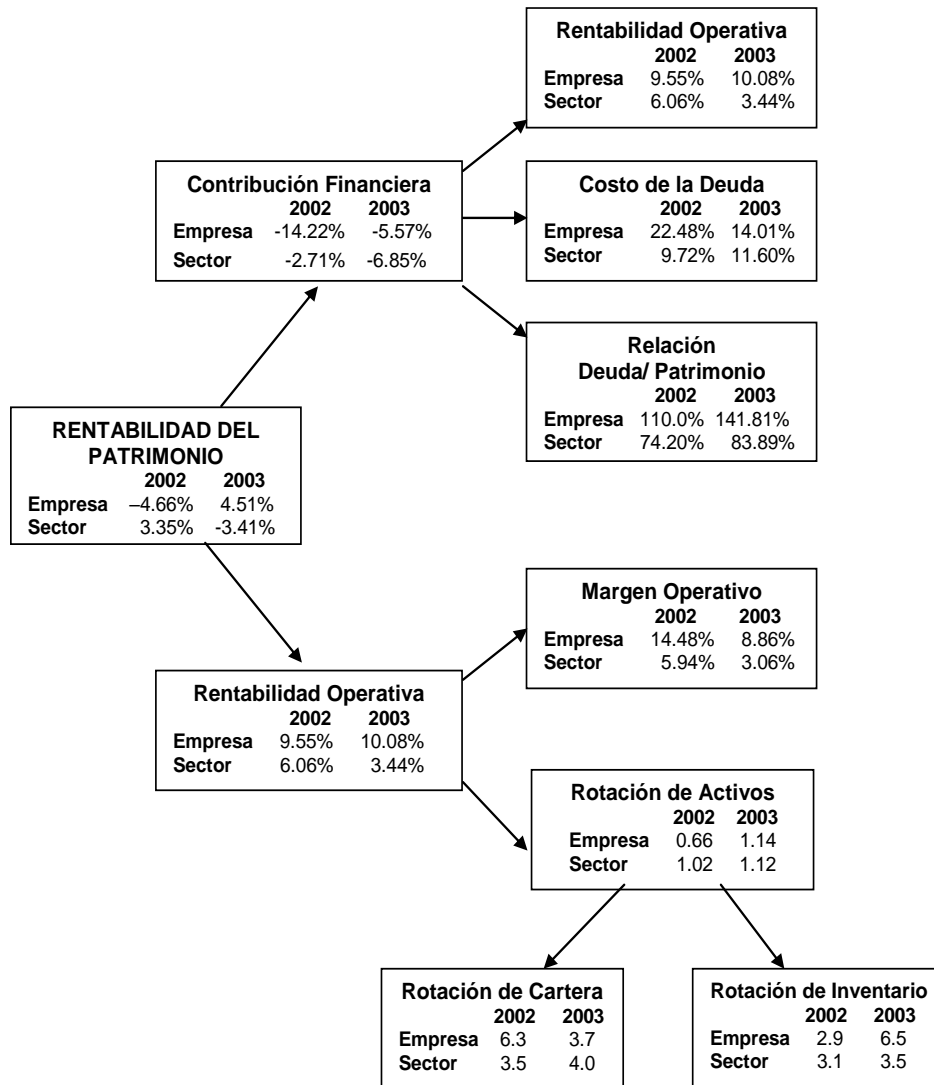 Rentabilidad Operativa
2002 2003
Empresa 9.55% 10.08%
Sector 6.06% 3.44%
Contribución Financiera
2002 2003
Empresa -14.22% -5.57%
Sector -2.71% -6.85%
Costo de la Deuda
2002 2003
Empresa 22.48% 14.01%
Sector 9.72% 11.60%
Relación
Deuda/ Patrimonio
2002 2003
Empresa 110.0% 141.81%
Sector 74.20% 83.89%
RENTABILIDAD DEL
PATRIMONIO
2002 2003
Empresa –4.66% 4.51%
Sector 3.35% -3.41%
Margen Operativo
2002 2003
Empresa 14.48% 8.86%
Sector 5.94% 3.06%
Rentabilidad Operativa
2002 2003
Empresa 9.55% 10.08%
Sector 6.06% 3.44%
Rotación de Activos
2002 2003
Empresa 0.66 1.14
Sector 1.02 1.12
Rotación de Cartera
2002 2003
Empresa 6.3 3.7
Sector 3.5 4.0
Rotación de Inventario
2002 2003
Empresa 2.9 6.5
Sector 3.1 3.5